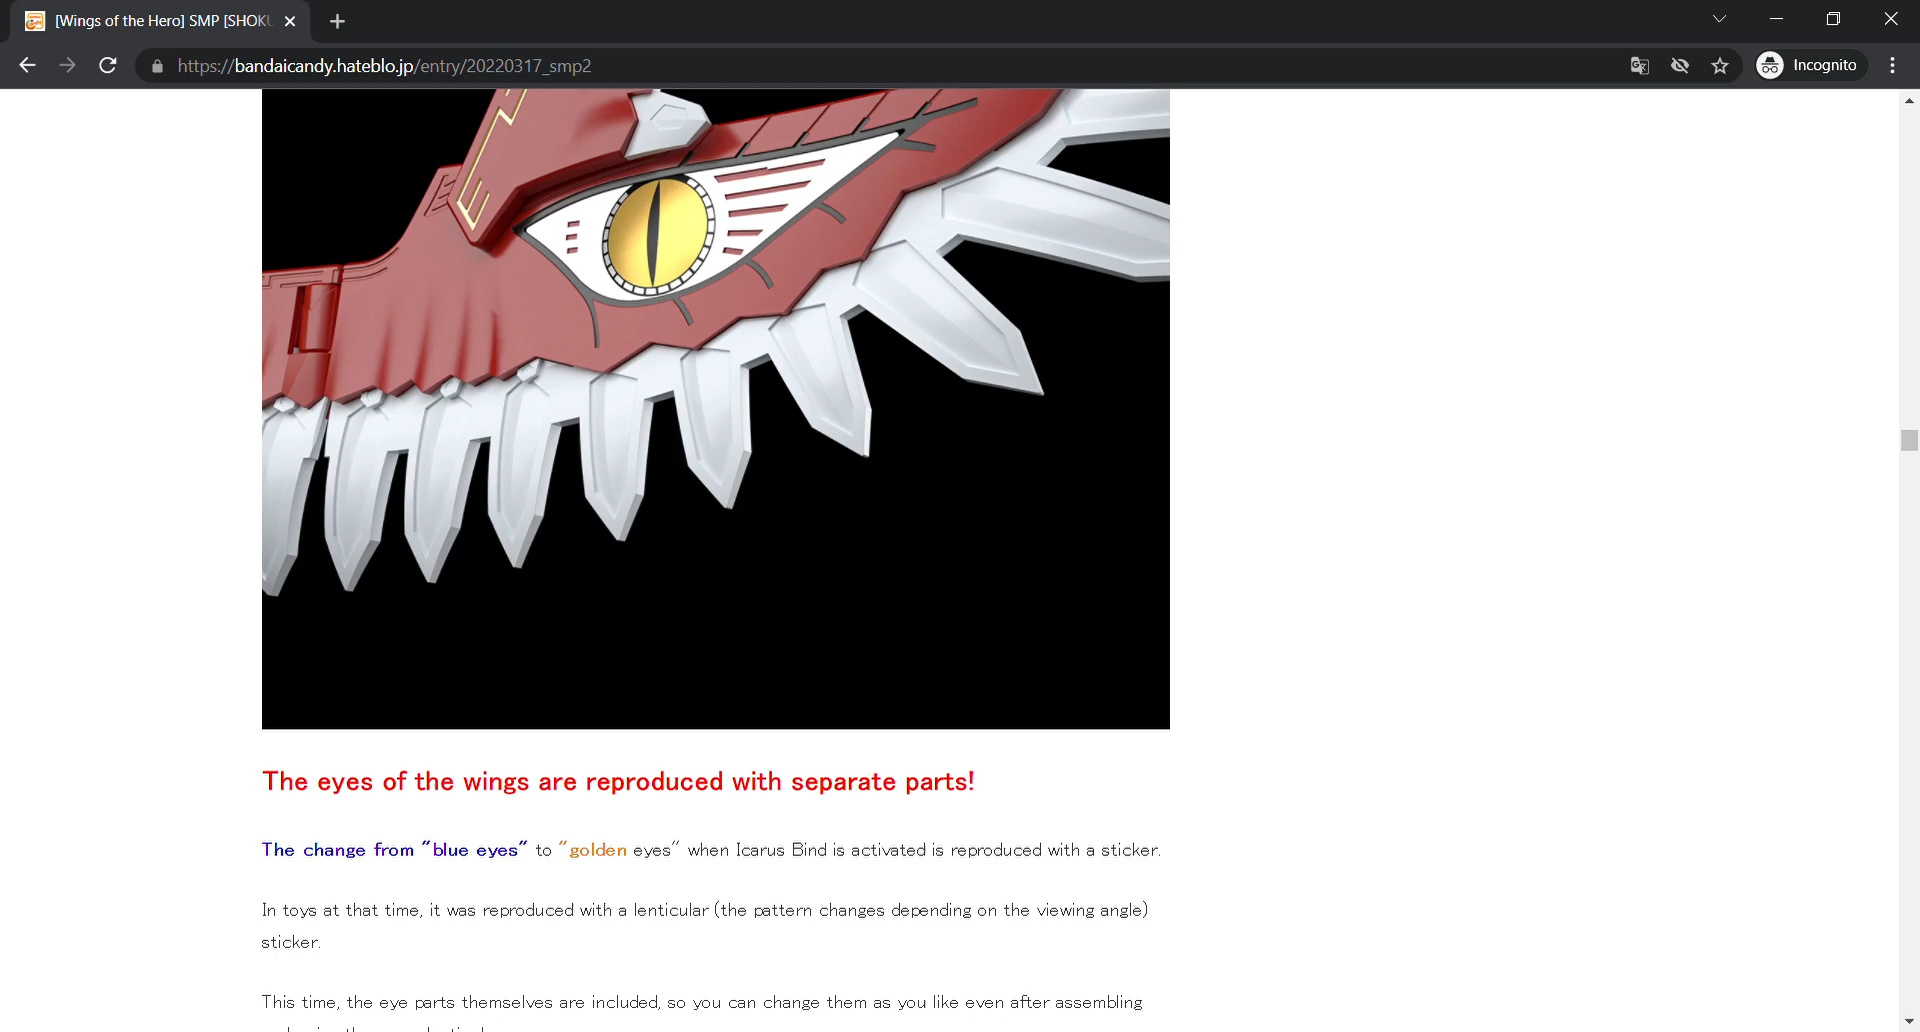 [Wings of the Hero] SMP [SHOKU
https://bandaicandy.hateblo.jp/entry/20220317_smp2
Incognito
The eyes of the wings are reproduced with separate parts!
The change from "blue eyes" to "golden eyes" when Icarus Bind is activated is reproduced with a sticker.
In toys at that time, it was reproduced with a lenticular (the pattern changes depending on the viewing angle)
sticker.
This time, the eye parts themselves are included, so you can change them as you like even after assembling